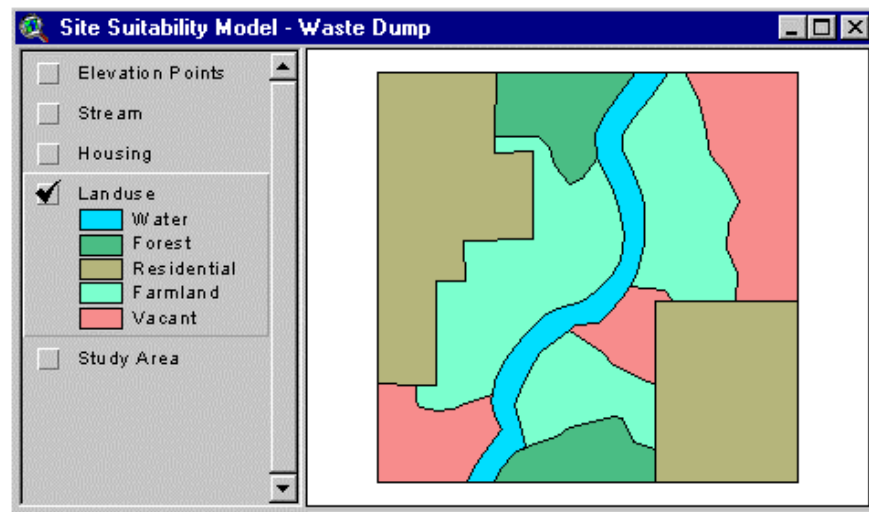 Site Suitability Model - Waste Dump
Elevation Points
Stream
Housing
Landuse
Water
Forest
Residential
Farmland
Vacant
Study Area